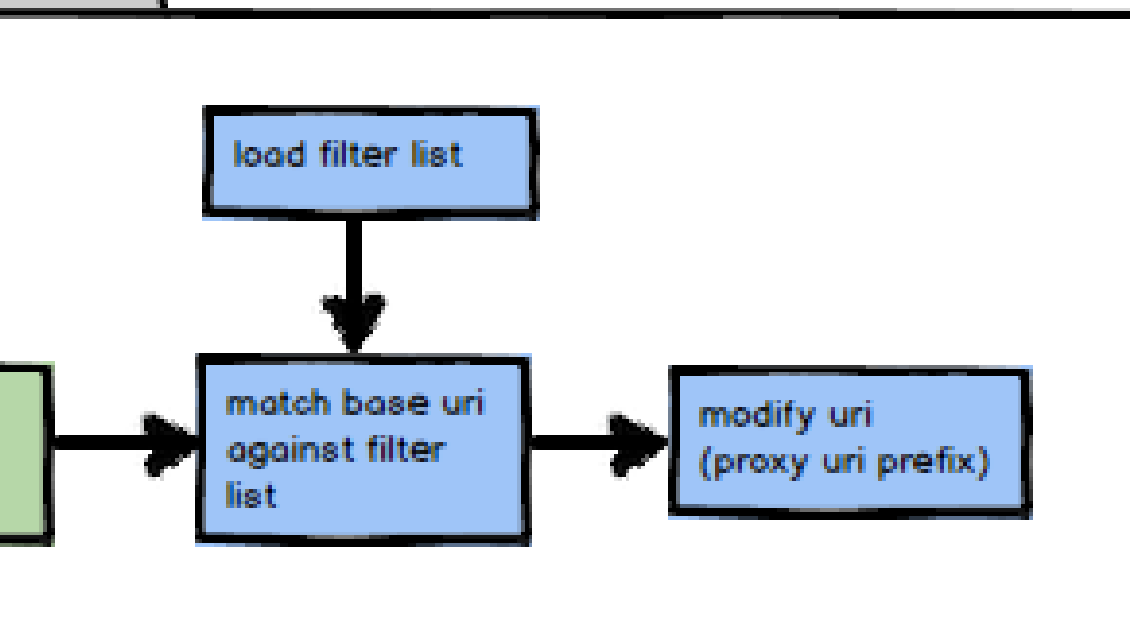 load filter list
match base uri
against filter
list
modify uri
(proxy uri prefix)